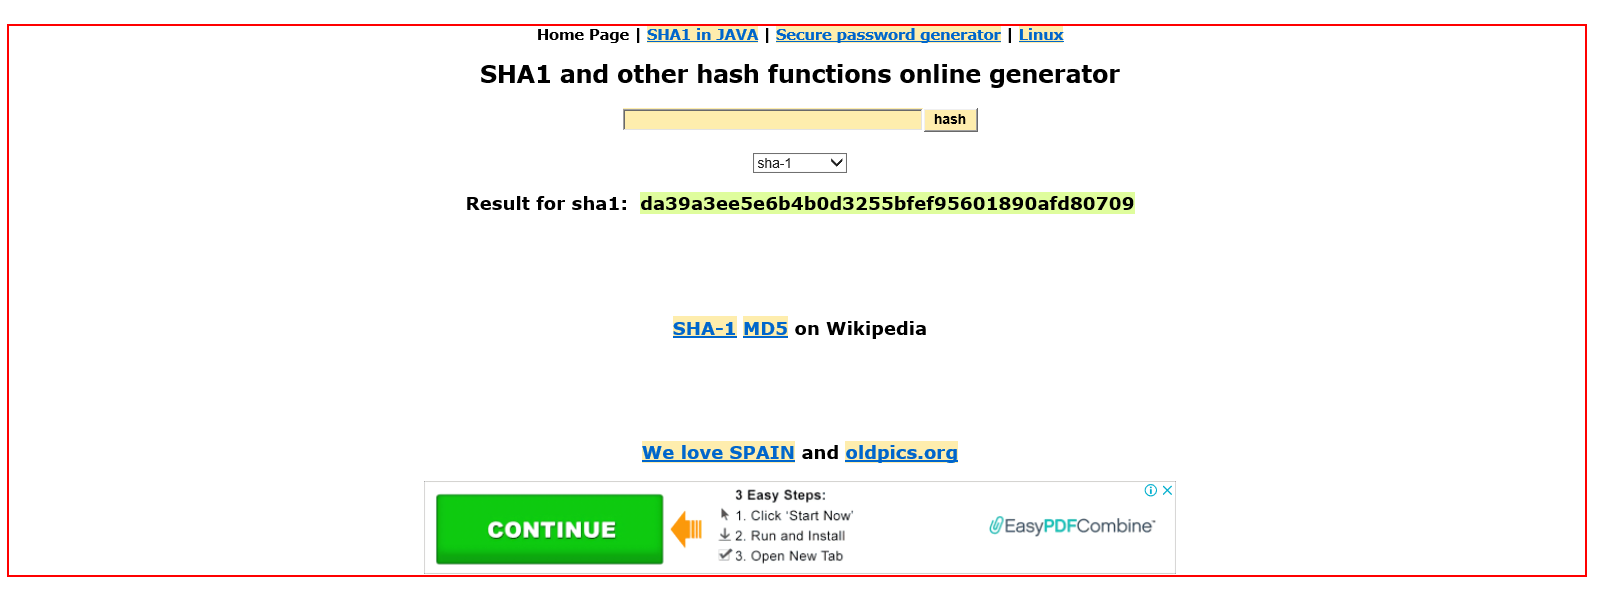 Home Page | SHA1 in JAVA | Secure password generator | Linux
SHA1 and other hash functions online generator
hash
sha-1
Result for sha1: da39a3ee5e6b4b0d3255bfef95601890afd80709
SHA-1 MD5 on Wikipedia
We love SPAIN and oldpics.org
CONTINUE
3 Easy Steps:
1. Click ‘Start Now’
2. Run and Install
3. Open New Tab
EasyPDFCombine™